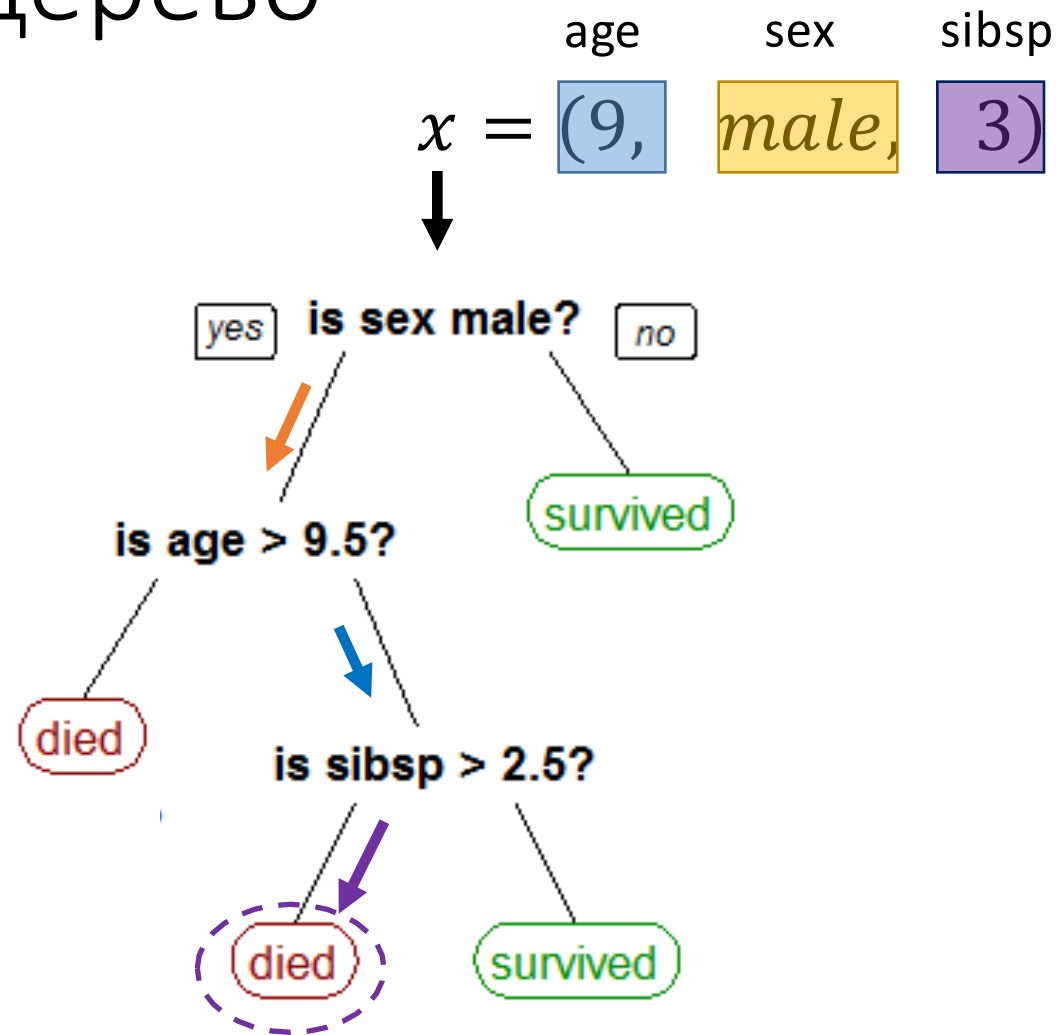 дерево
age sex sibsp
x = (9, male, 3)
yes is sex male? no
survived
is age > 9.5?
died
is sibsp > 2.5?
died survived